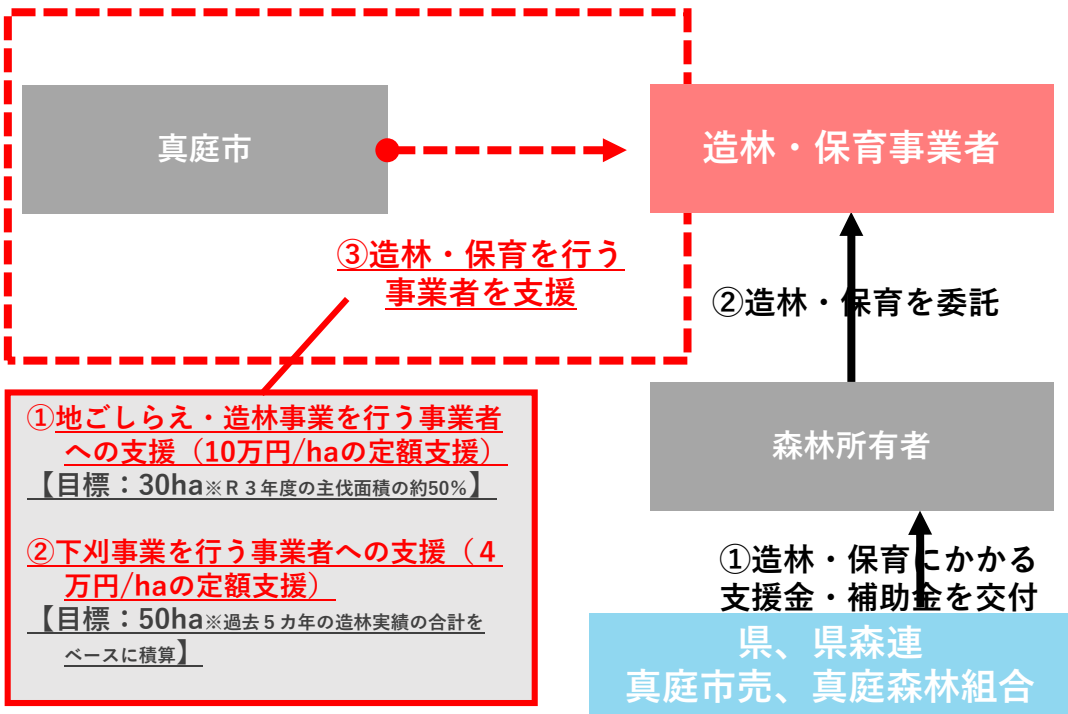 真庭市
造林・保育事業者
③造林・保育を行う
事業者を支援
②造林・保育を委託
①地ごしらえ・造林事業を行う事業者
への支援（10万円/haの定額支援）
【目標：30ha※Ｒ３年度の主伐面積の約50%】
②下刈事業を行う事業者への支援（４
万円/haの定額支援）
【目標：50ha※過去５カ年の造林実績の合計を
ベースに積算】
森林所有者
①造林・保育にかかる
支援金・補助金を交付
県、県森連
真庭市売、真庭森林組合